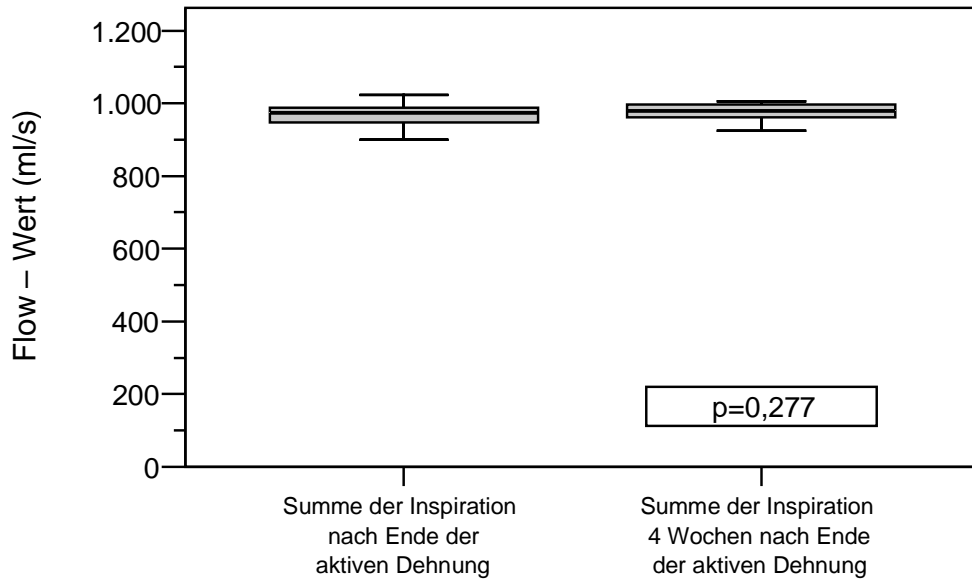 Flow – Wert (ml/s)
1.200
1.000
800
600
400
200
0
p=0,277
Summe der Inspiration
nach Ende der
aktiven Dehnung
Summe der Inspiration
4 Wochen nach Ende
der aktiven Dehnung